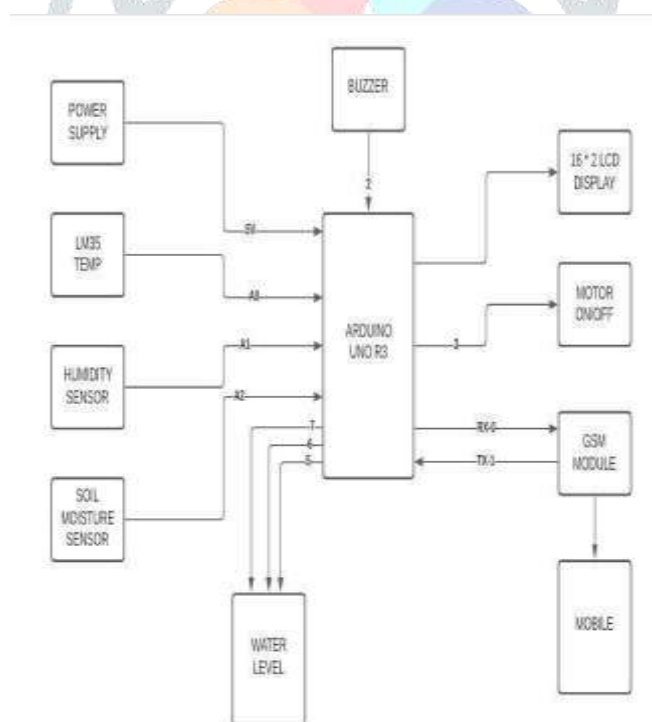 BUZZER
POWER
SUPPLY
16 * 2 LCD
DISPLAY
2
5V
LM35
TEMP
A0
MOTOR
ON/OFF
ARDUINO
UNO R3
3
A1
HUMIDITY
SENSOR
A2
7
6
5
RX-0
TX-1
GSM
MODULE
SOIL
MOISTURE
SENSOR
WATER
LEVEL
MOBILE